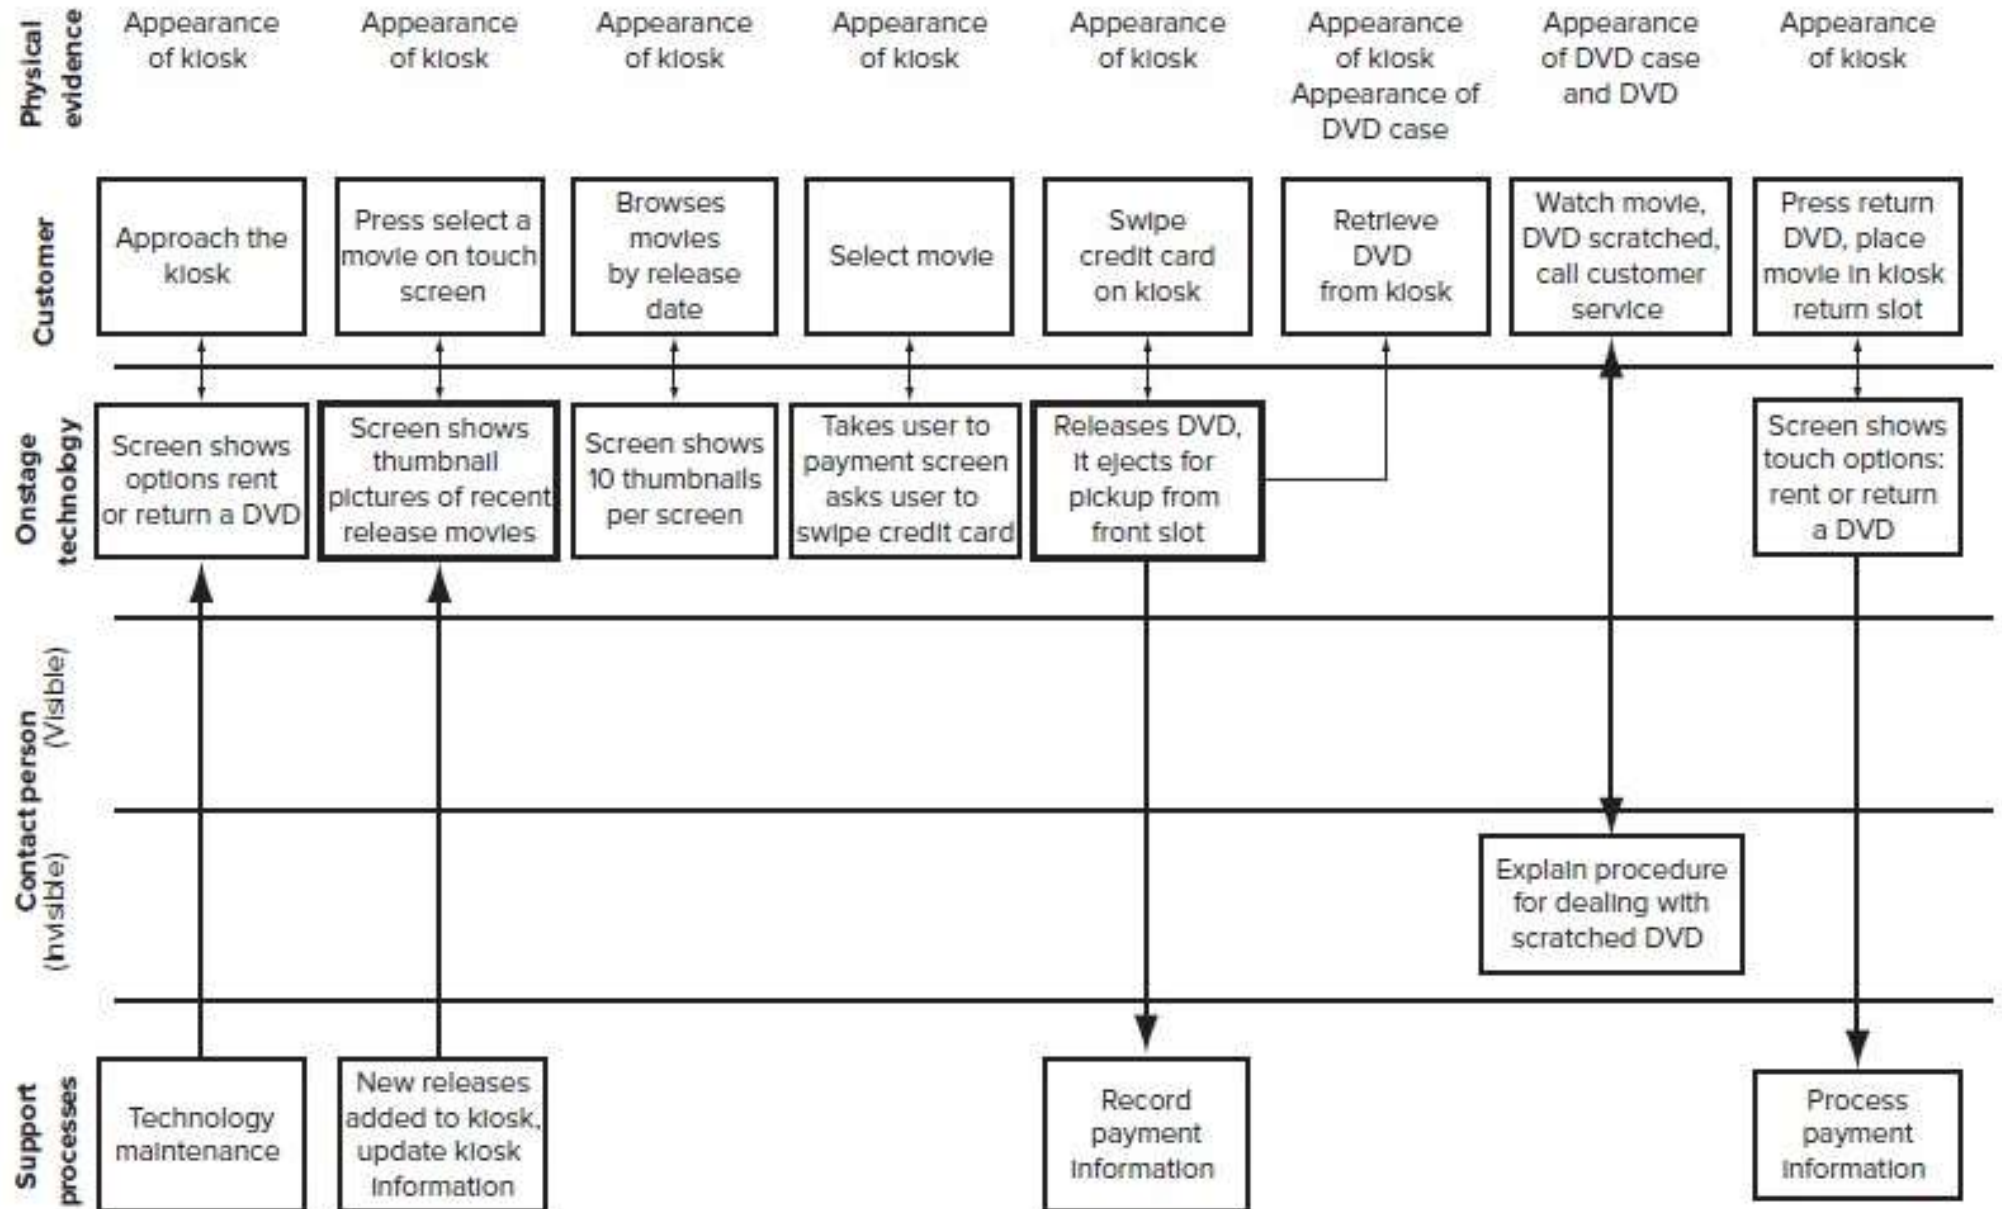 Physical
evidence
Appearance
of kiosk
Appearance
of kiosk
Appearance
of kiosk
Appearance
of kiosk
Appearance
of kiosk
Appearance
of kiosk
Appearance of
DVD case
Appearance
of DVD case
and DVD
Appearance
of kiosk
Customer
Approach the
kiosk
Press select a
movie on touch
screen
Browses
movies
by release
date
Select movie
Swipe
credit card
on kiosk
Retrieve
DVD
from kiosk
Watch movie,
DVD scratched,
call customer
service
Press return
DVD, place
movie in kiosk
return slot
Onstage
technology
Screen shows
options rent
or return a DVD
Screen shows
thumbnail
pictures of recent
release movies
Screen shows
10 thumbnails
per screen
Takes user to
payment screen
asks user to
swipe credit card
Releases DVD,
it ejects for
pickup from
front slot
Screen shows
touch options:
rent or return
a DVD
Contact person
(Visible)
(Invisible)
Explain procedure
for dealing with
scratched DVD
Support
processes
Technology
maintenance
New releases
added to kiosk,
update kiosk
information
Record
payment
information
Process
payment
information